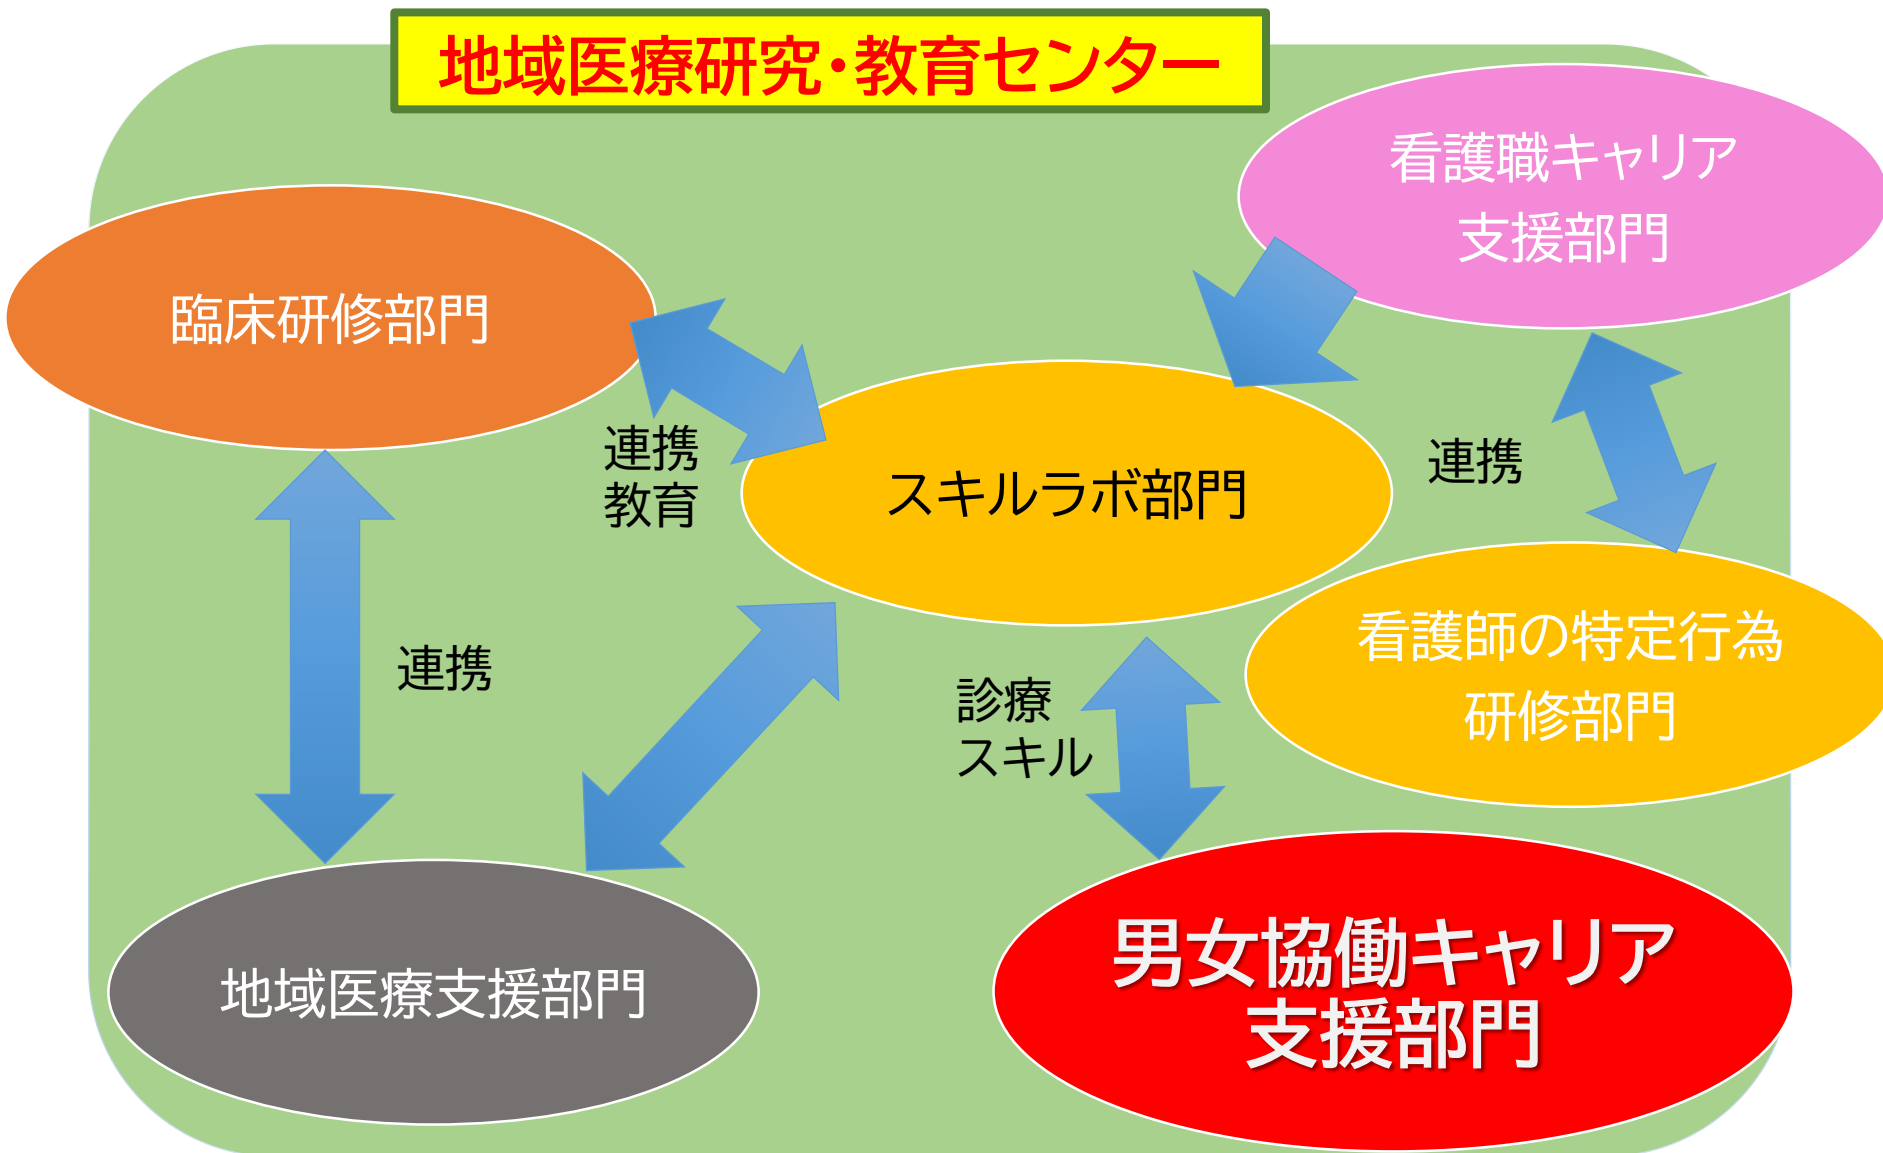 地域医療研究・教育センター
看護職キャリア
支援部門
臨床研修部門
連携
教育
スキルラボ部門
連携
看護師の特定行為
研修部門
連携
診療
スキル
地域医療支援部門
男女協働キャリア
支援部門